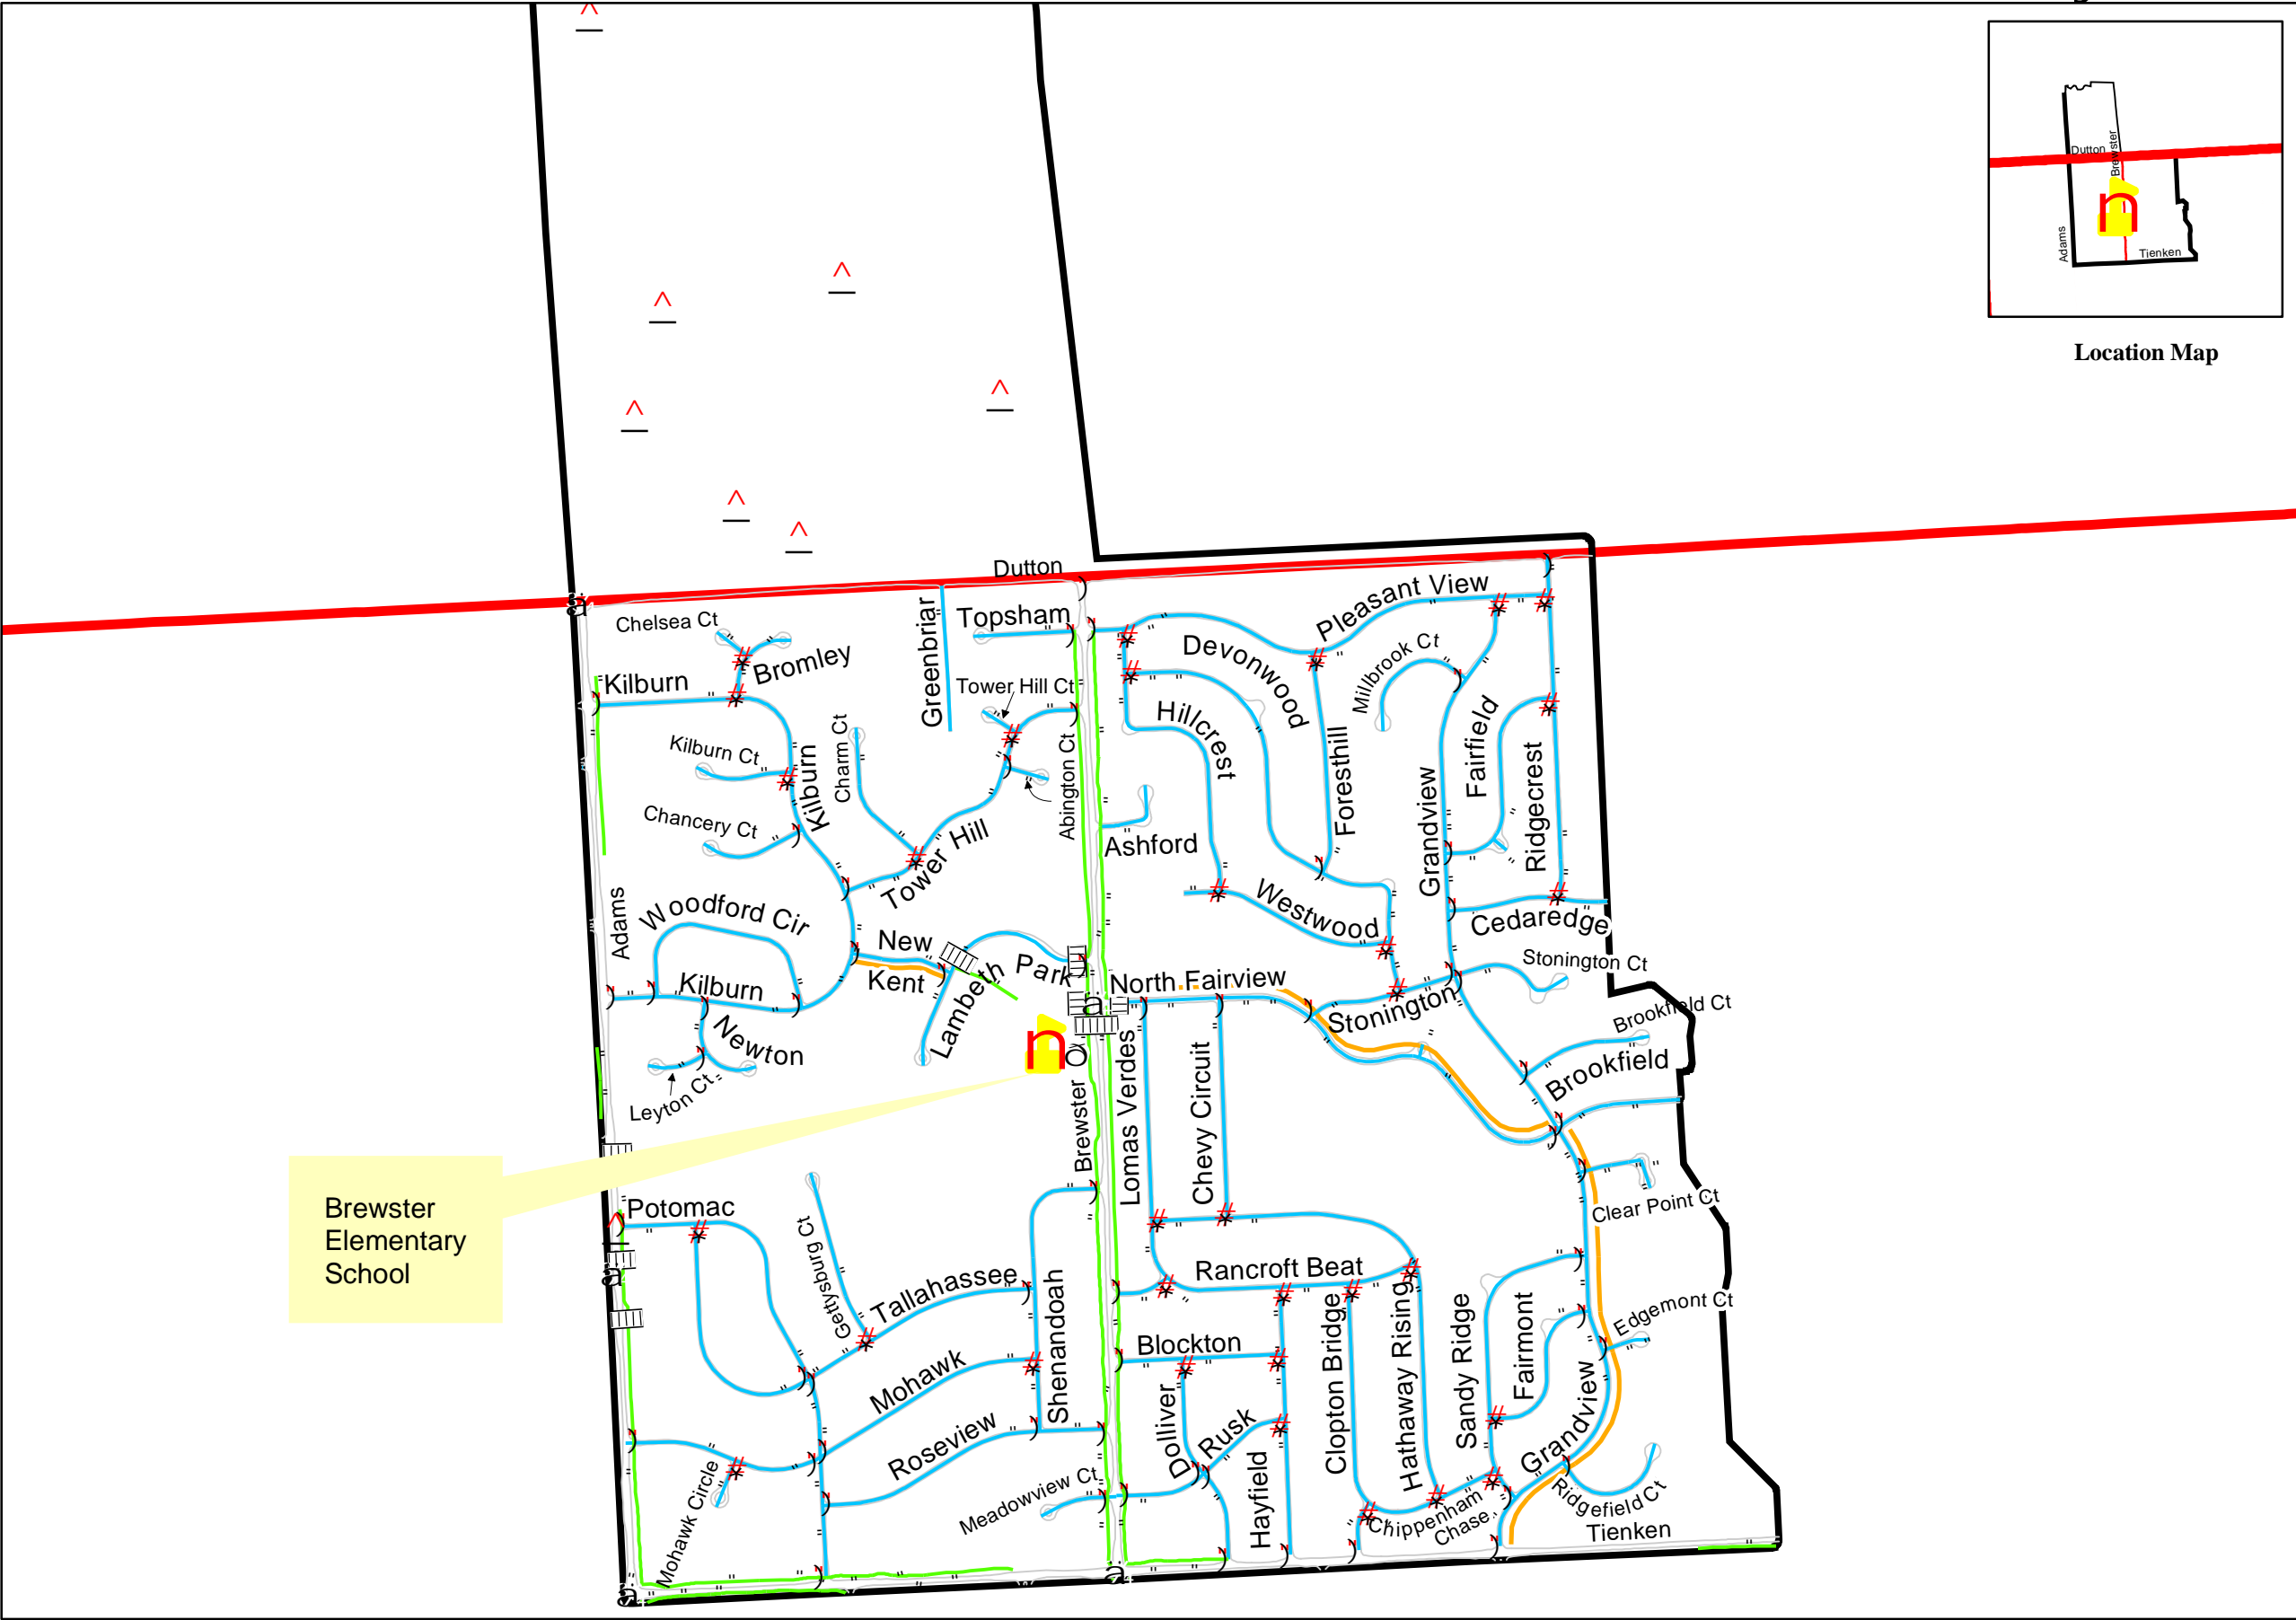 Dutton
Brewster
Adams
Tienken
Location Map
Dutton
Chelsea Ct
Bromley
Kilburn
Greenbriar
Topsham
Pleasant View
Devonwood
Millbrook Ct
Tower Hill Ct
Hillcrest
Fairfield
Kilburn Ct
Kilburn
Charm Ct
Abington Ct
Foresthill
Grandview
Ridgecrest
Chancery Ct
Tower Hill
Ashford
Adams
Woodford Cir
Westwood
Cedaredge
New
Kent
Park
Lambeth
Kilburn
North Fairview
Stonington Ct
Stonington
Newton
Brookfield Ct
Leyton Ct
Brookfield
Brewster
Lomas Verdes
Chevy Circuit
Brewster
Elementary
School
Potomac
Clear Point Ct
Gettysburg Ct
Tallahassee
Rancroft Beat
Shenandoah
Edgemont Ct
Blockton
Clopton Bridge
Hathaway Rising
Sandy Ridge
Fairmont
Mohawk
Grandview
Dolliver
Rusk
Roseview
Hayfield
Meadowview Ct
Mohawk Circle
Chippenham
Chase
Ridgefield Ct
Tienken